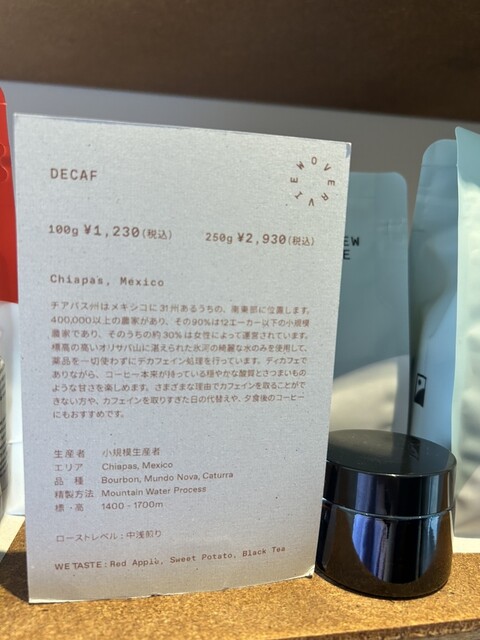 DECAF
OVERVIEW
100g ¥1,230(税込)
250g ¥2,930(税込)
Chiapas, Mexico
チアパス州はメキシコに31州あるうちの、南東部に位置します。
400,000以上の農家があり、その90%は12エーカー以下の小規模
農家であり、そのうちの約30%は女性によって運営されています。
標高の高いオリサバ山に湛えられた氷河の綺麗な水のみを使用して、
薬品を一切使わずにデカフェイン処理を行っています。ディカフェで
ありながら、コーヒー本来が持っている穏やかな酸質とさつまいもの
ような甘さを楽しめます。さまざまな理由でカフェインを取ることがで
きない方や、カフェインを取りすぎた日の代替えや、夕食後のコーヒー
にもおすすめです。
生産者 小規模生産者
エリア Chiapas, Mexico
品 種 Bourbon, Mundo Nova, Caturra
精製方法 Mountain Water Process
標・高 1400 - 1700m
ローストレベル : 中浅煎り
WE TASTE : Red Apple, Sweet Potato, Black Tea